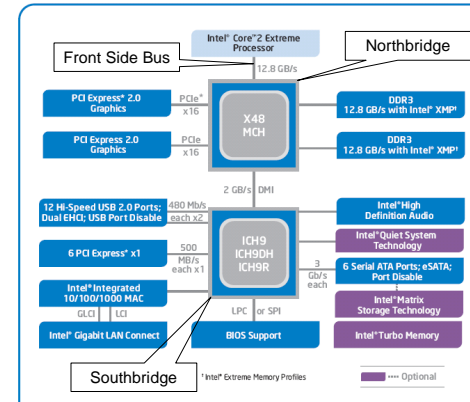 Intel® Core™2 Extreme
Processor
Front Side Bus
Northbridge
12.8 GB/s
PCI Express* 2.0
Graphics
PCIe*
x16
X48
MCH
DDR3
12.8 GB/s with Intel® XMP¹
PCI Express 2.0
Graphics
PCIe
x16
DDR3
12.8 GB/s with Intel® XMP¹
2 GB/s DMI
12 Hi-Speed USB 2.0 Ports;
Dual EHCI; USB Port Disable
480 Mb/s
each x2
Intel® High
Definition Audio
ICH9
ICH9DH
ICH9R
Intel® Quiet System
Technology
6 PCI Express* x1
500
MB/s
each x1
3
Gb/s
each
6 Serial ATA Ports; eSATA;
Port Disable
Intel® Integrated
10/100/1000 MAC
Intel® Matrix
Storage Technology
GLCI
LCI
LPC or SPI
Intel® Gigabit LAN Connect
BIOS Support
Intel® Turbo Memory
Southbridge
¹ Intel® Extreme Memory Profiles
Optional